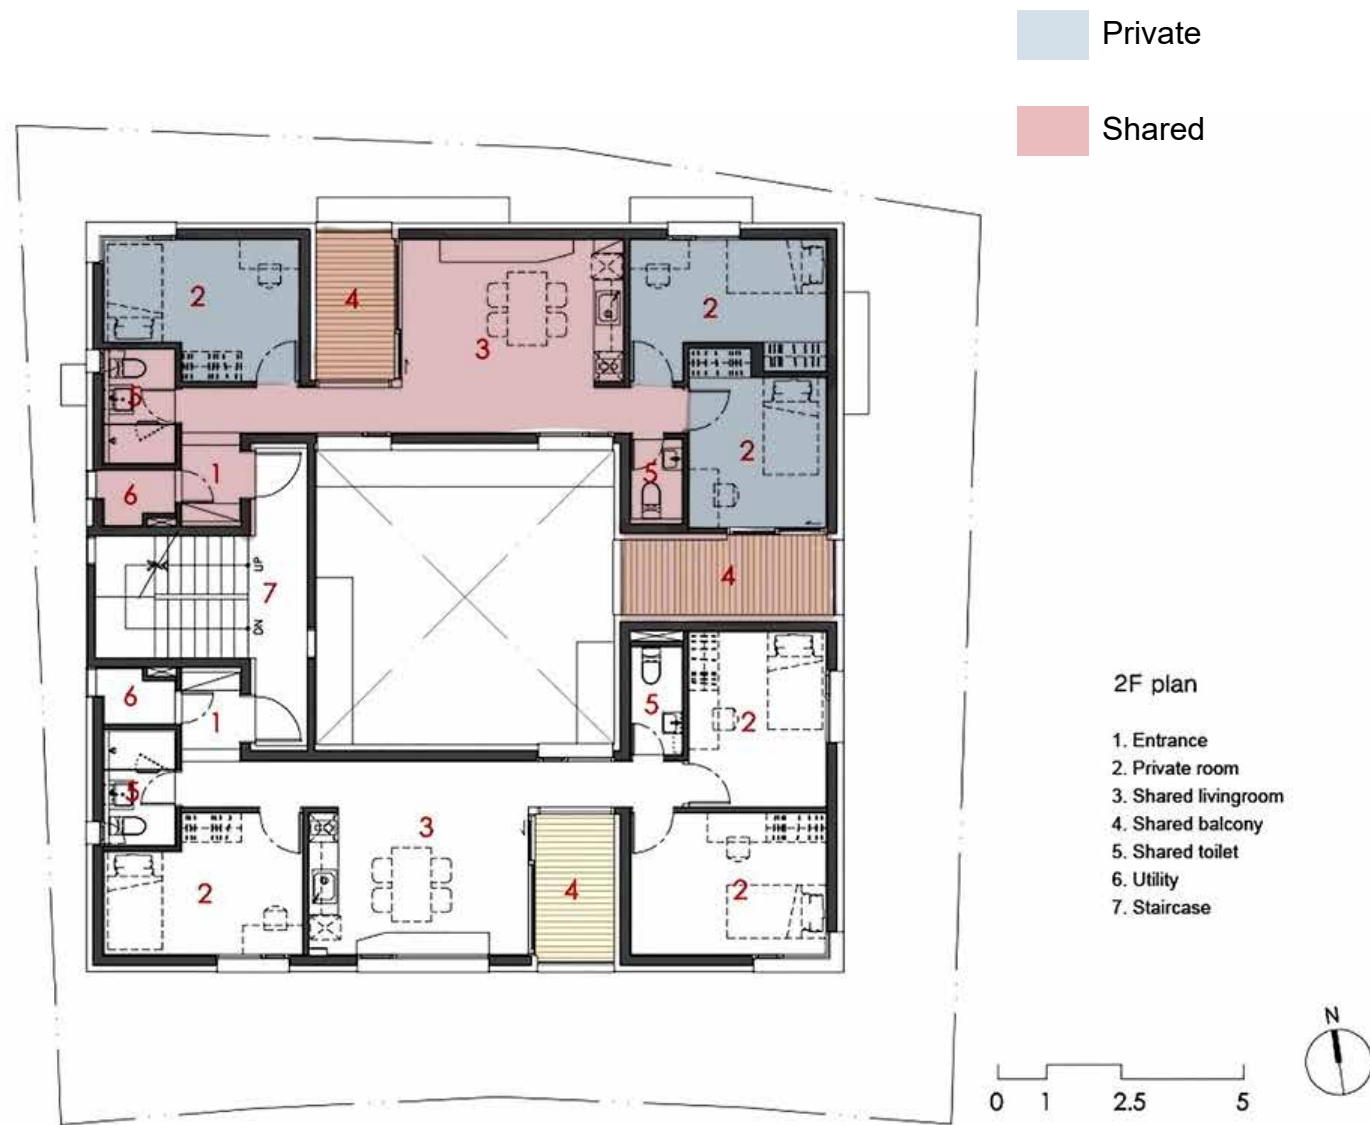 Private
Shared
2
4
3
2
5
1
6
5
2
UP
7
4
DN
6
1
5
2
5
3
2
4
2
2F plan
1. Entrance
2. Private room
3. Shared livingroom
4. Shared balcony
5. Shared toilet
6. Utility
7. Staircase
N
0 1 2.5 5